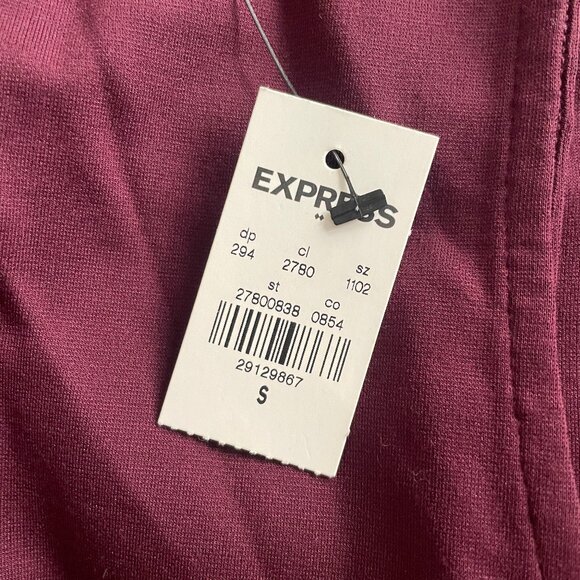 EXPRESS
dp cl sz
294 2780 1102
st co
27800838 0854
29129867
S